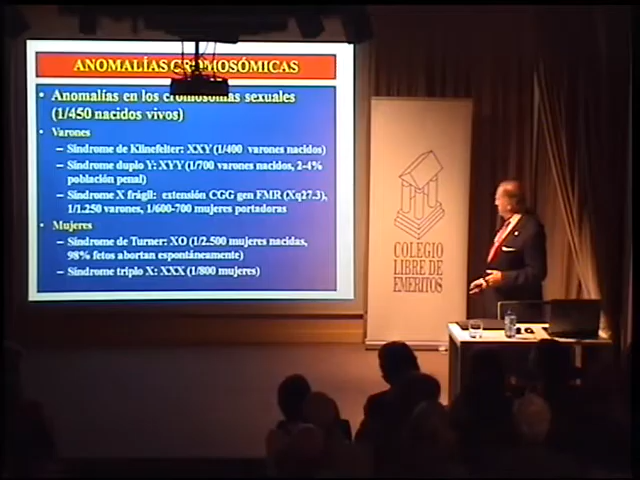 ANOMALÍAS CROMOSÓMICAS
• Anomalías en los cromosomas sexuales
(1/450 nacidos vivos)
• Varones
– Síndrome de Klinefelter: XXY (1/400 varones nacidos)
– Síndrome duplo Y: XYY (1/700 varones nacidos, 2-4%
población penal)
– Síndrome X frágil: extensión CGG gen FMR (Xq27.3),
1/1.250 varones, 1/600-700 mujeres portadoras
• Mujeres
– Síndrome de Turner: XO (1/2.500 mujeres nacidas,
98% fetos abortan espontáneamente)
– Síndrome triplo X: XXX (1/800 mujeres)
COLEGIO
LIBRE DE
EMÉRITOS